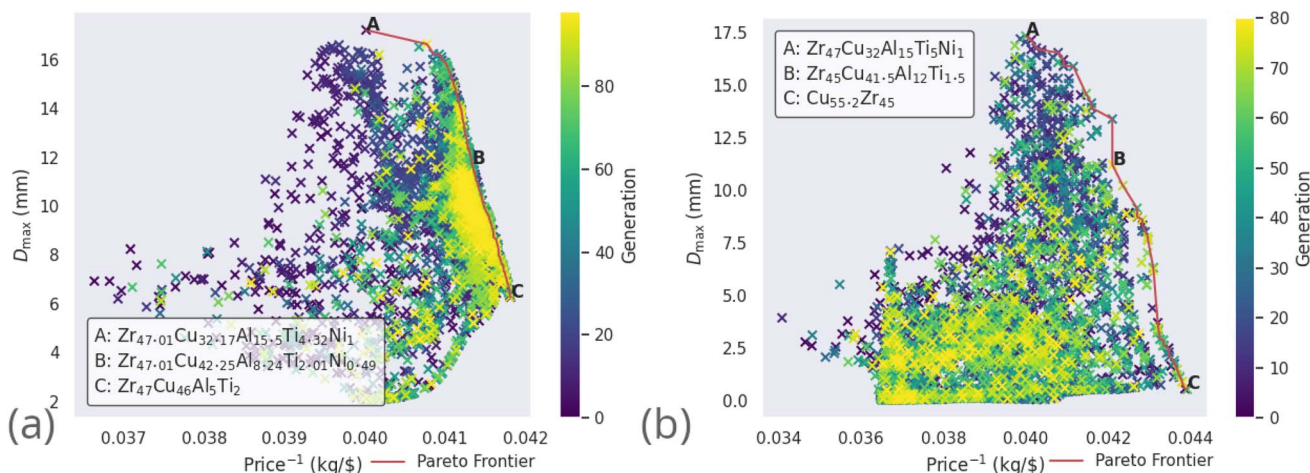 A
B
C
16
14
12
10
8
6
4
2
D_max (mm)
A: Zr₄₇.₀₁Cu₃₂.₁₇Al₁₅.₅Ti₄.₃₂Ni₁
B: Zr₄₇.₀₁Cu₄₂.₂₅Al₈.₂₄Ti₂.₀₁Ni₀.₄₉
C: Zr₄₇Cu₄₆Al₅Ti₂
0.037 0.038 0.039 0.040 0.041 0.042
Price⁻¹ (kg/$) Pareto Frontier
80
60
40
20
0
Generation
(a)
A
B
C
17.5
15.0
12.5
10.0
7.5
5.0
2.5
0.0
D_max (mm)
A: Zr₄₇Cu₃₂Al₁₅Ti₅Ni₁
B: Zr₄₅Cu₄₁.₅Al₁₂Ti₁.₅
C: Cu₅₅.₂Zr₄₅
0.034 0.036 0.038 0.040 0.042 0.044
Price⁻¹ (kg/$) Pareto Frontier
80
70
60
50
40
30
20
10
0
Generation
(b)